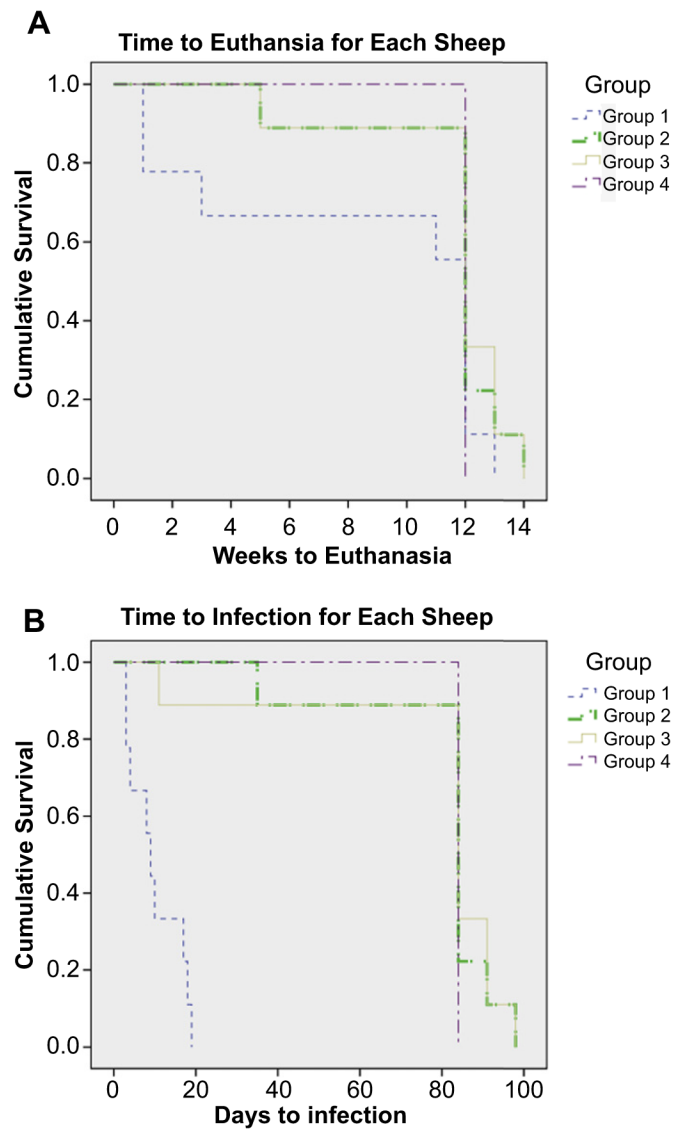 A
Time to Euthansia for Each Sheep
Group
Group 1
Group 2
Group 3
Group 4
Cumulative Survival
1.0
0.8
0.6
0.4
0.2
0.0
0 2 4 6 8 10 12 14
Weeks to Euthanasia
B
Time to Infection for Each Sheep
Group
Group 1
Group 2
Group 3
Group 4
Cumulative Survival
1.0
0.8
0.6
0.4
0.2
0.0
0 20 40 60 80 100
Days to infection